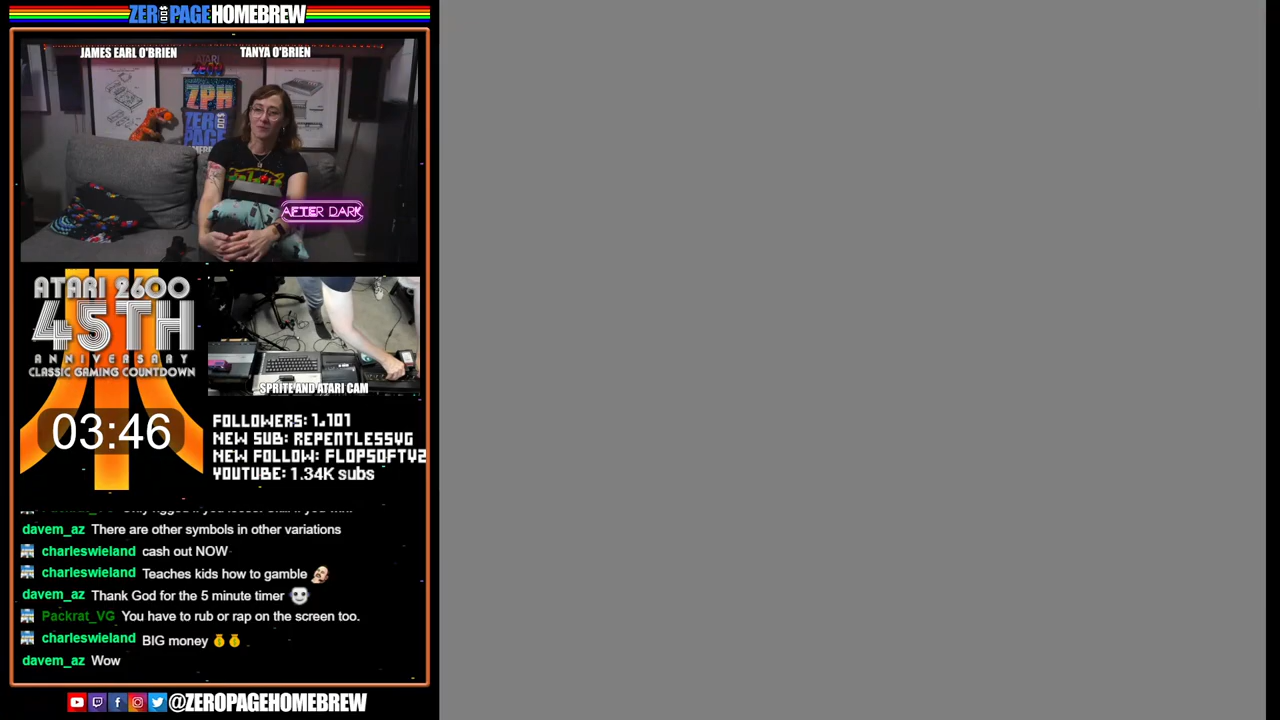 ZEROPAGEHOMEBREW
JAMES EARL O'BRIEN
TANYA O'BRIEN
ZPH
ZERO
PAGE
AFTER DARK
ATARI 2600
45TH
ANNIVERSARY
CLASSIC GAMING COUNTDOWN
03:46
SPRITE AND ATARI CAM
FOLLOWERS: 1,101
NEW SUB: REPENTLESSVG
NEW FOLLOW: FLOPSOFTV2
YOUTUBE: 1.34K subs
davem_az There are other symbols in other variations
charleswieland cash out NOW
charleswieland Teaches kids how to gamble
davem_az Thank God for the 5 minute timer
Packrat_VG You have to rub or rap on the screen too.
charleswieland BIG money
davem_az Wow
@ZEROPAGEHOMEBREW